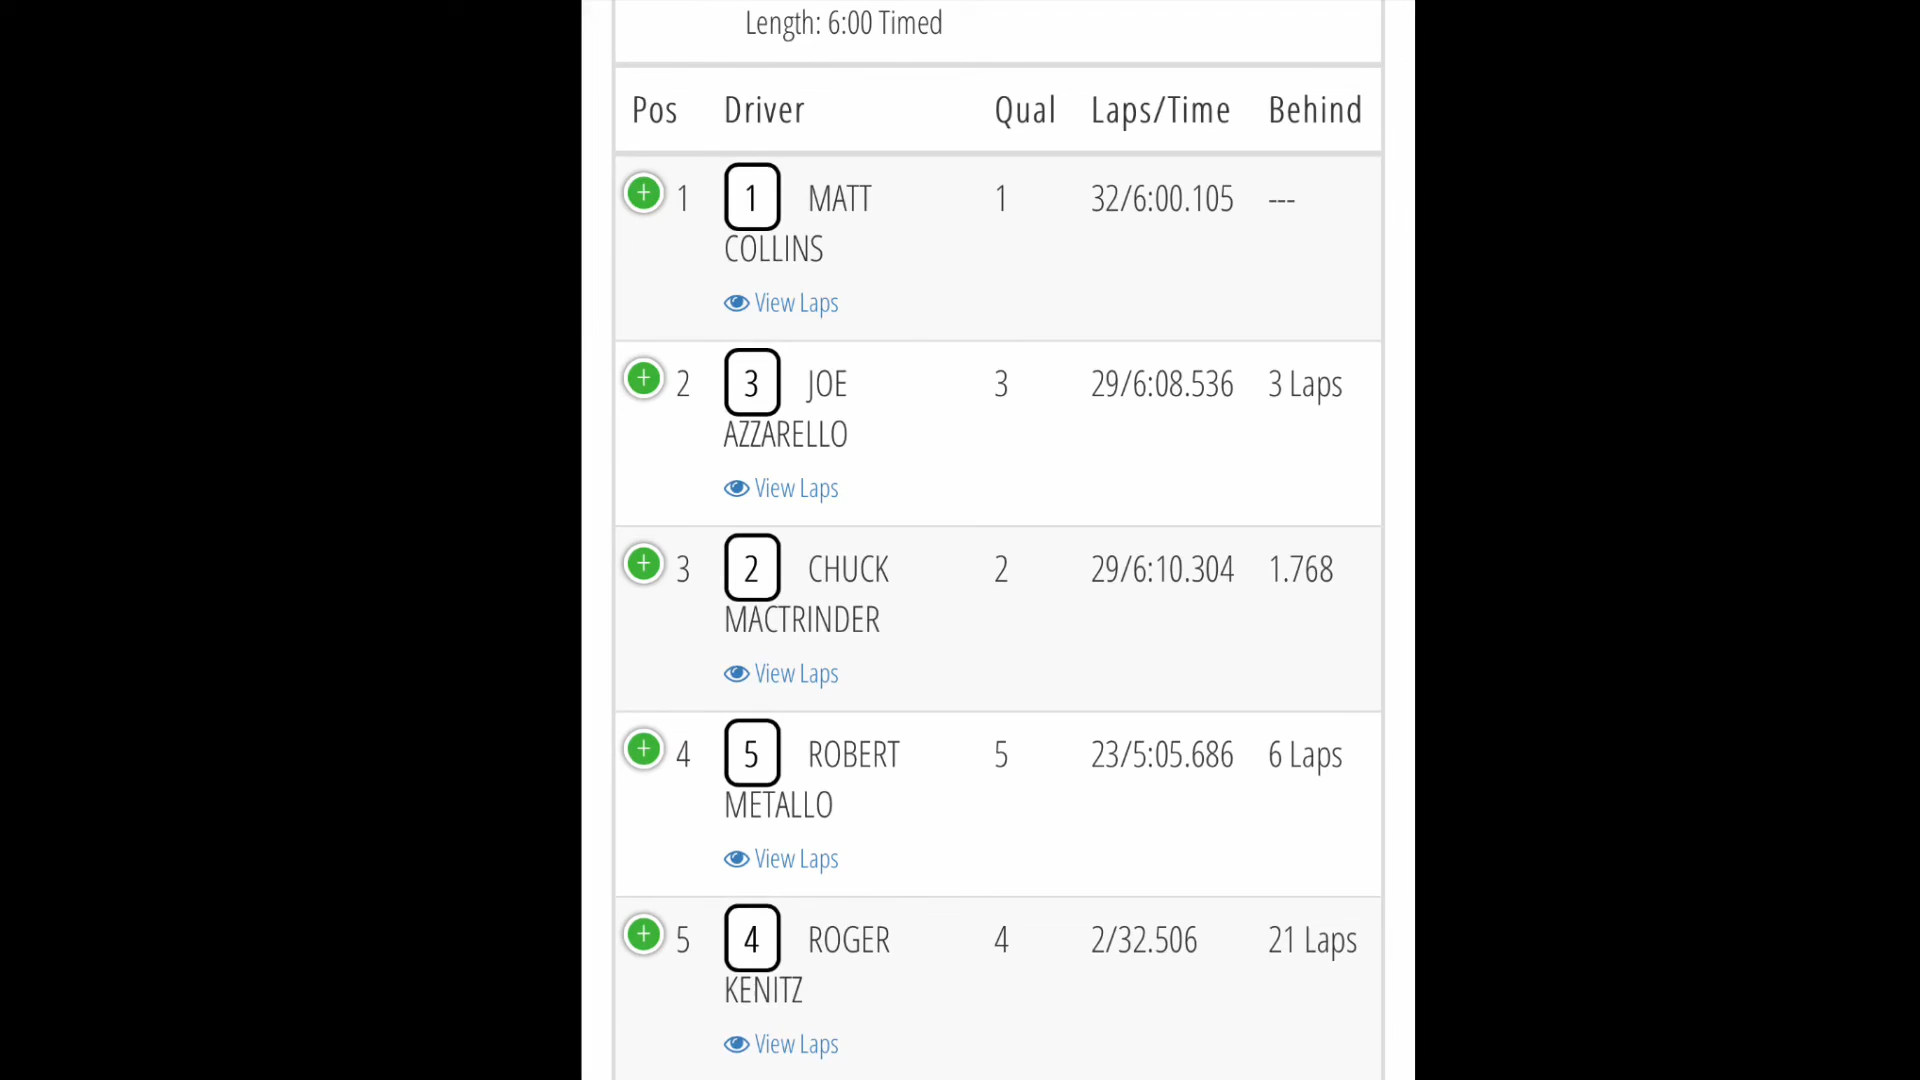 Length: 6:00 Timed
Pos Driver Qual Laps/Time Behind
1 1 MATT 1 32/6:00.105 ---
COLLINS
View Laps
2 3 JOE 3 29/6:08.536 3 Laps
AZZARELLO
View Laps
3 2 CHUCK 2 29/6:10.304 1.768
MACTRINDER
View Laps
4 5 ROBERT 5 23/5:05.686 6 Laps
METALLO
View Laps
5 4 ROGER 4 2/32.506 21 Laps
KENITZ
View Laps